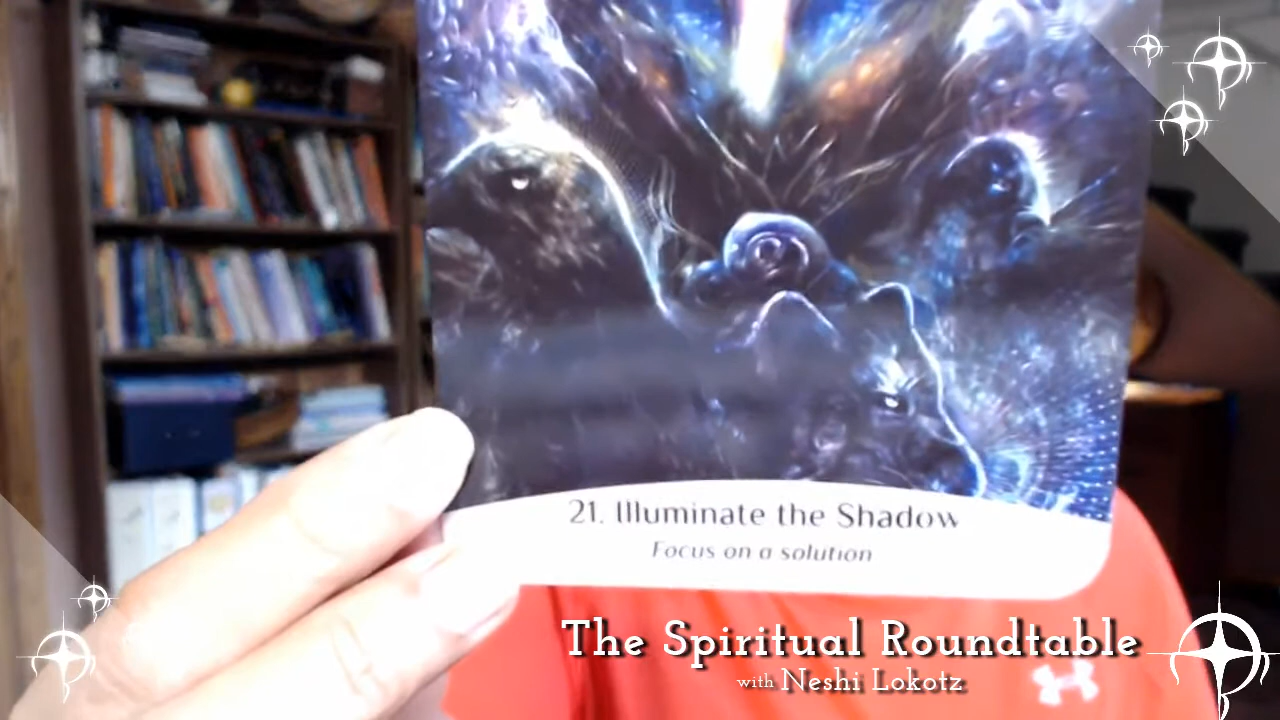 21. Illuminate the Shadow
Focus on a solution
The Spiritual Roundtable
with Neshi Lokotz